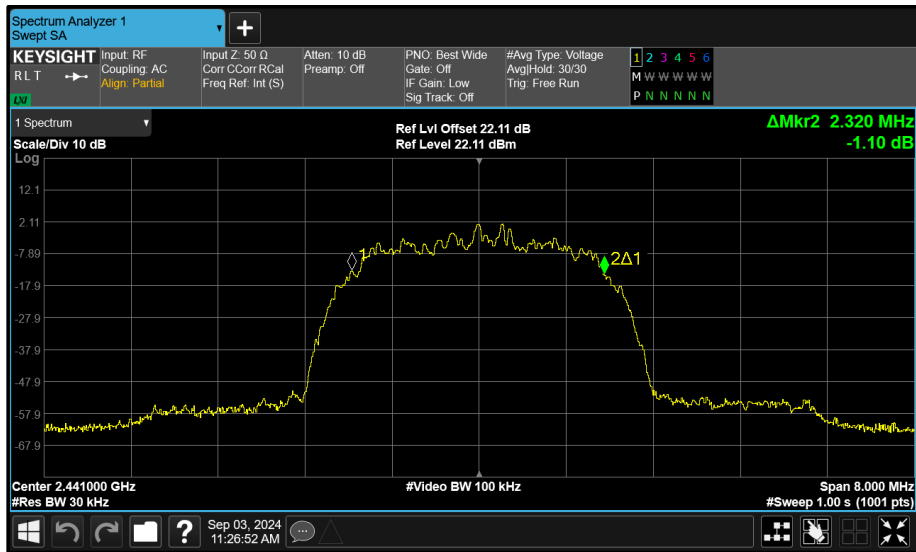 Spectrum Analyzer 1
Swept SA
+
KEYSIGHT
R L T
LXI
Input: RF
Coupling: AC
Align: Partial
Input Z: 50 Ω
Corr CCorr RCal
Freq Ref: Int (S)
Atten: 10 dB
Preamp: Off
PNO: Best Wide
Gate: Off
IF Gain: Low
Sig Track: Off
#Avg Type: Voltage
Avg|Hold: 30/30
Trig: Free Run
1 2 3 4 5 6
M W W W W W
P N N N N N
1 Spectrum
Scale/Div 10 dB
Ref Lvl Offset 22.11 dB
Ref Level 22.11 dBm
ΔMkr2 2.320 MHz
-1.10 dB
Log
12.1
2.11
-7.89
-17.9
-27.9
-37.9
-47.9
-57.9
-67.9
1
2Δ1
Center 2.441000 GHz
#Video BW 100 kHz
Span 8.000 MHz
#Res BW 30 kHz
#Sweep 1.00 s (1001 pts)
?
Sep 03, 2024
11:26:52 AM